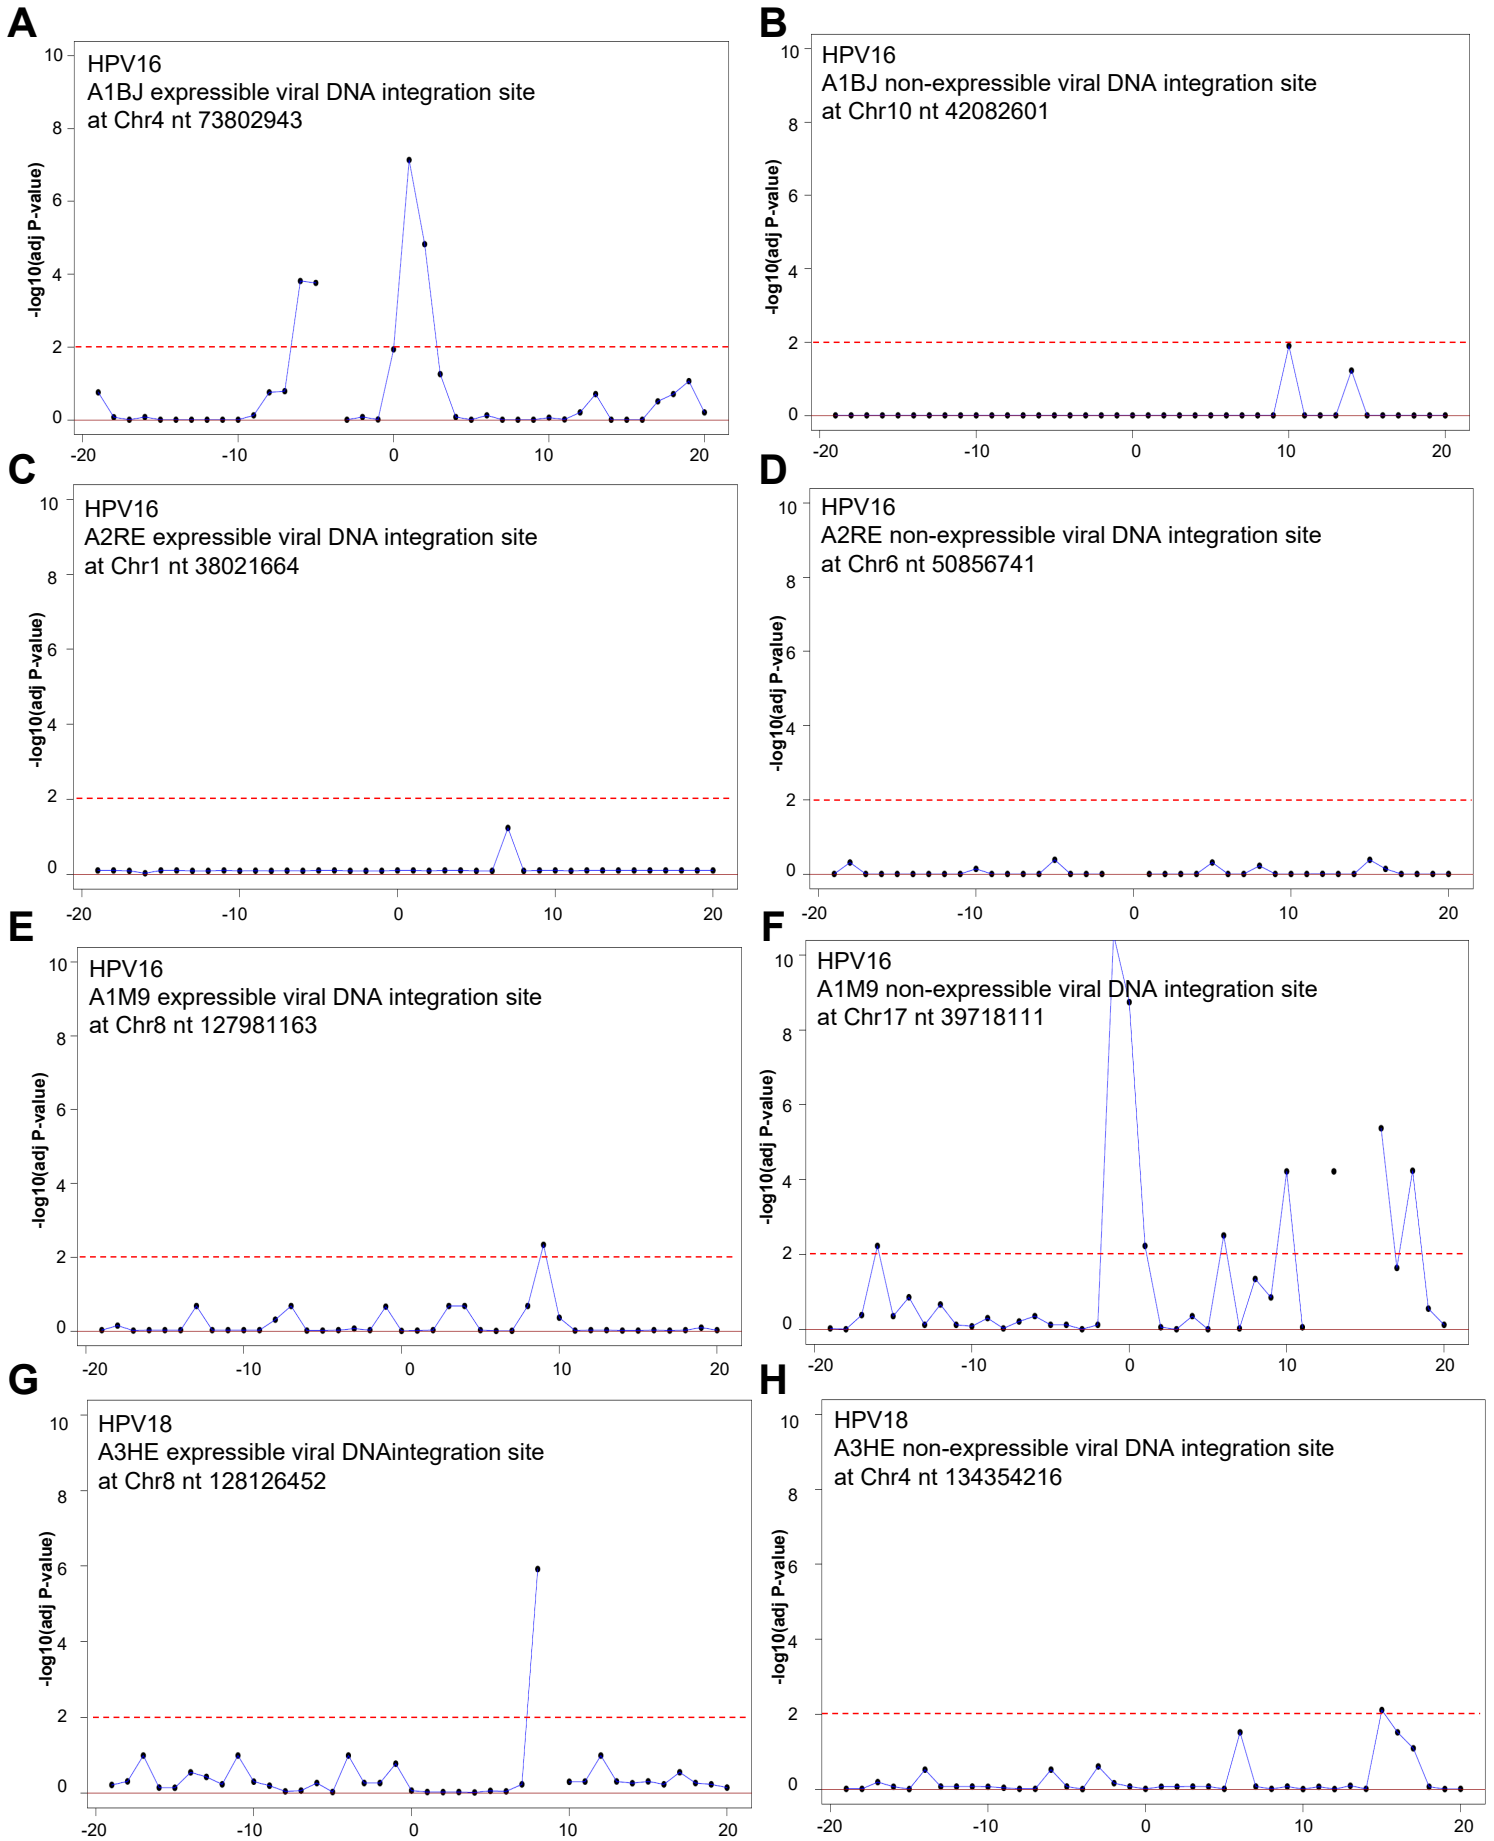 A
HPV16
A1BJ expressible viral DNA integration site
at Chr4 nt 73802943
-log10(adj P-value)
10
8
6
4
2
0
-20
-10
0
10
20
B
HPV16
A1BJ non-expressible viral DNA integration site
at Chr10 nt 42082601
-log10(adj P-value)
10
8
6
4
2
0
-20
-10
0
10
20
C
HPV16
A2RE expressible viral DNA integration site
at Chr1 nt 38021664
-log10(adj P-value)
10
8
6
4
2
0
-20
-10
0
10
20
D
HPV16
A2RE non-expressible viral DNA integration site
at Chr6 nt 50856741
-log10(adj P-value)
10
8
6
4
2
0
-20
-10
0
10
20
E
HPV16
A1M9 expressible viral DNA integration site
at Chr8 nt 127981163
-log10(adj P-value)
10
8
6
4
2
0
-20
-10
0
10
20
F
HPV16
A1M9 non-expressible viral DNA integration site
at Chr17 nt 39718111
-log10(adj P-value)
10
8
6
4
2
0
-20
-10
0
10
20
G
HPV18
A3HE expressible viral DNAintegration site
at Chr8 nt 128126452
-log10(adj P-value)
10
8
6
4
2
0
-20
-10
0
10
20
H
HPV18
A3HE non-expressible viral DNA integration site
at Chr4 nt 134354216
-log10(adj P-value)
10
8
6
4
2
0
-20
-10
0
10
20